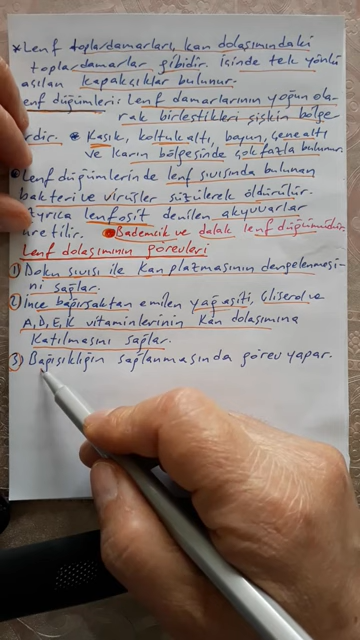 * Lenf toplardamarları, kan dolaşımındaki
toplardamarlar gibidir. İçinde tek yönlü
açılan kapakçıklar bulunur.
enf düğümleri: Lenf damarlarının yoğun ola-
rak birleştikleri şişkin bölge
erdir. * Kasık, koltukaltı, boyun, çene altı
ve karın bölgesinde çok fazla bulunur.
Lenf düğümlerinde lenf sıvısında bulunan
bakteri ve virüsler süzülerek öldürülür.
Ayrıca lenfosit denilen akyuvarlar
üretilir. Bademcik ve dalak lenf düğümüdür.
Lenf dolaşımının görevleri
1) Doku sıvısı ile kan plazmasının dengelenmesi-
ni sağlar.
2) İnce bağırsaktan emilen yağ asiti, Gliserol ve
A, D, E, K vitaminlerinin kan dolaşımına
katılmasını sağlar.
3) Bağışıklığın sağlanmasında görev yapar.